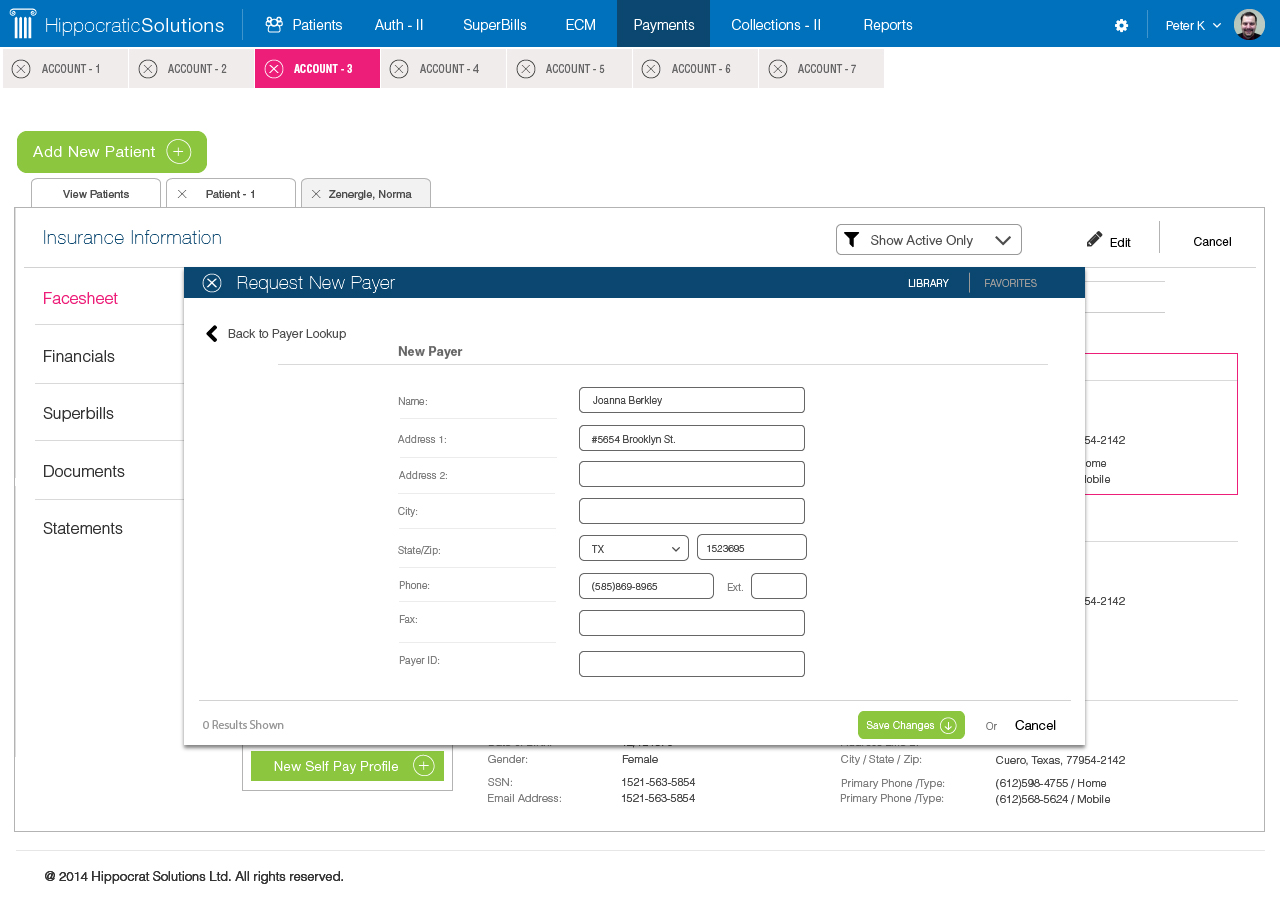 HippocraticSolutions Patients Auth - II SuperBills ECM Payments Collections - II Reports Peter K
ACCOUNT - 1 ACCOUNT - 2 ACCOUNT - 3 ACCOUNT - 4 ACCOUNT - 5 ACCOUNT - 6 ACCOUNT - 7
Add New Patient
View Patients Patient - 1 Zenergle, Norma
Insurance Information Show Active Only Edit Cancel
Request New Payer LIBRARY FAVORITES
Facesheet
Financials
Superbills
Documents
Statements
Back to Payer Lookup
New Payer
Name: Joanna Berkley
Address 1: #5654 Brooklyn St.
Address 2:
City:
State/Zip: TX 1523695
Phone: (585)869-8965 Ext.
Fax:
Payer ID:
54-2142
ome
obile
54-2142
0 Results Shown Save Changes Or Cancel
New Self Pay Profile
Gender: Female City / State / Zip: Cuero, Texas, 77954-2142
SSN: 1521-563-5854 Primary Phone /Type: (612)598-4755 / Home
Email Address: 1521-563-5854 Primary Phone /Type: (612)568-5624 / Mobile
@ 2014 Hippocrat Solutions Ltd. All rights reserved.